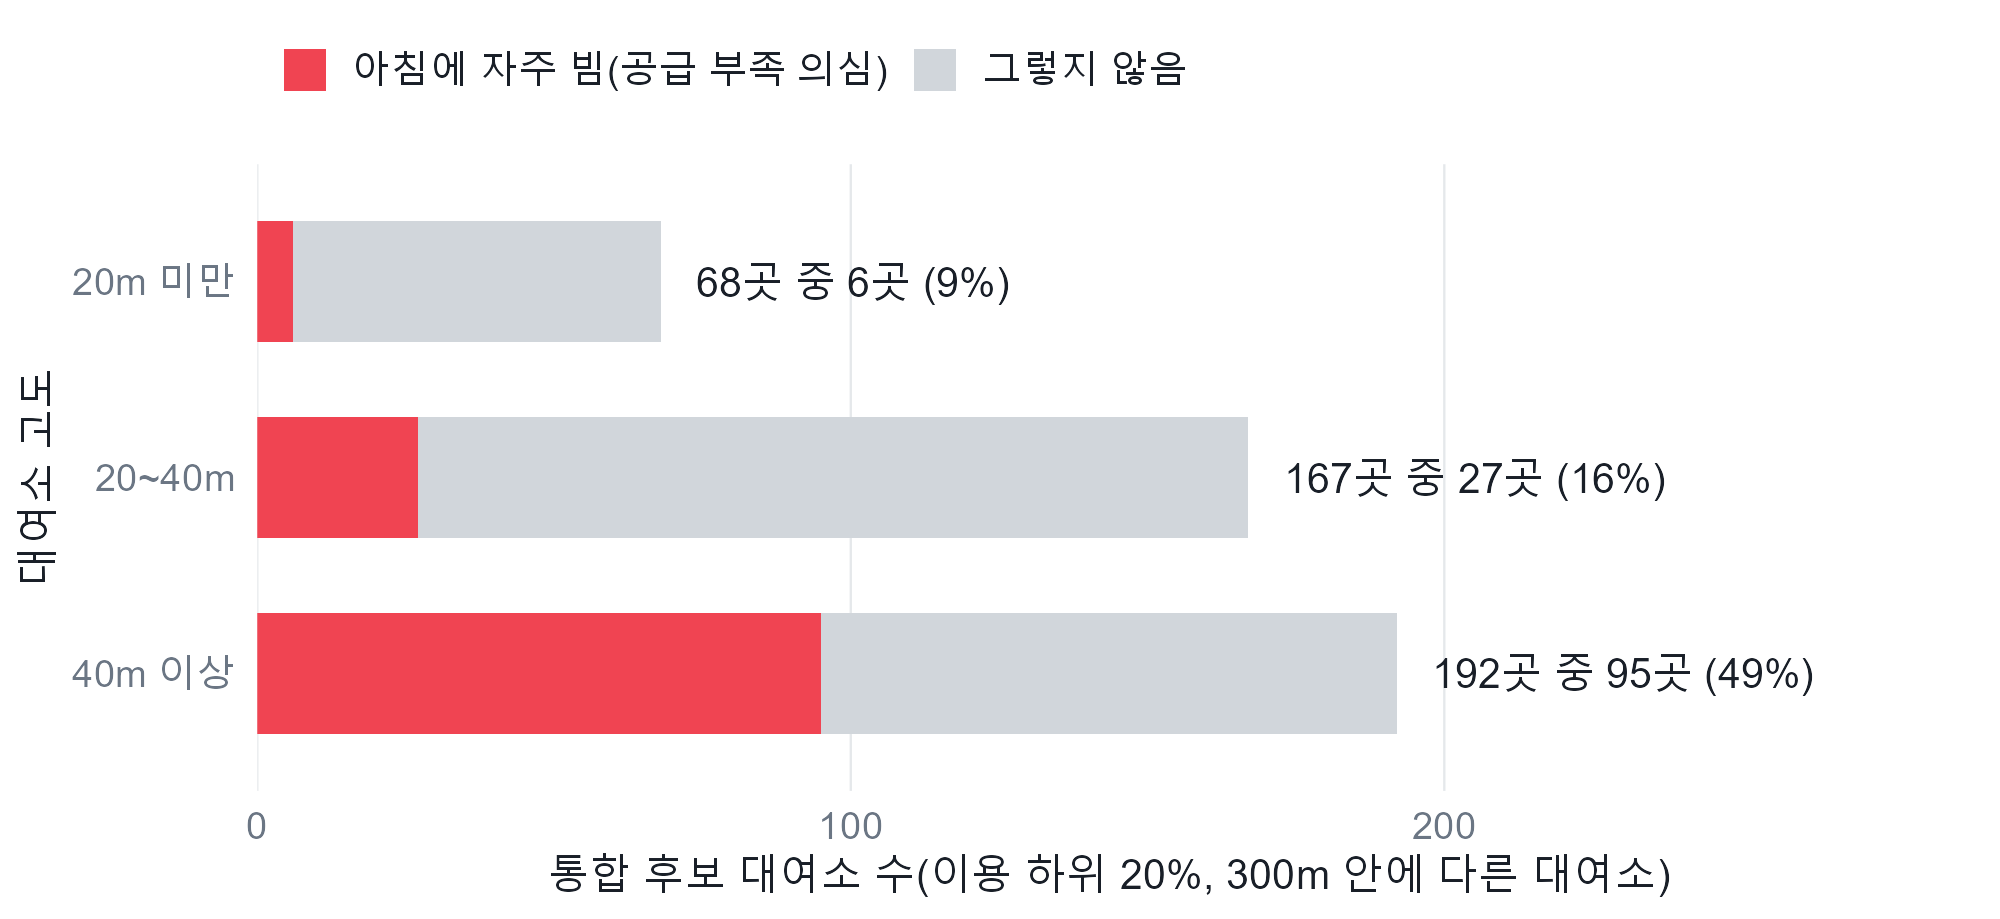 아침에 자주 빔(공급 부족 의심) 그렇지 않음
대여소 고도
20m 미만
68곳 중 6곳 (9%)
20~40m
167곳 중 27곳 (16%)
40m 이상
192곳 중 95곳 (49%)
0 100 200
통합 후보 대여소 수(이용 하위 20%, 300m 안에 다른 대여소)